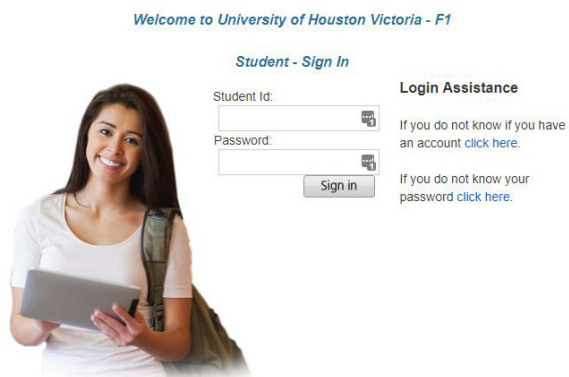 Welcome to University of Houston Victoria - F1
Student - Sign In
Student Id:
1
Password:
1
Sign in
Login Assistance
If you do not know if you have
an account click here.
If you do not know your
password click here.